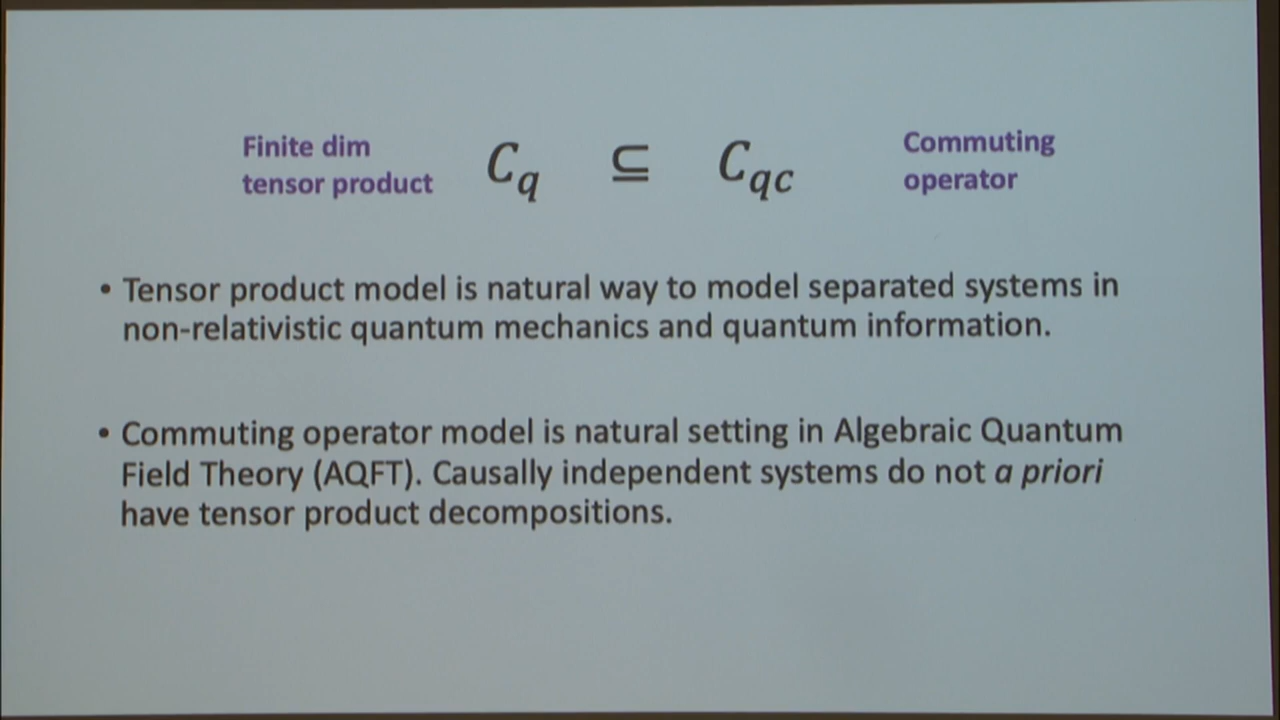 Finite dim
tensor product
C_q ⊆ C_qc
Commuting
operator
• Tensor product model is natural way to model separated systems in
non-relativistic quantum mechanics and quantum information.
• Commuting operator model is natural setting in Algebraic Quantum
Field Theory (AQFT). Causally independent systems do not a priori
have tensor product decompositions.